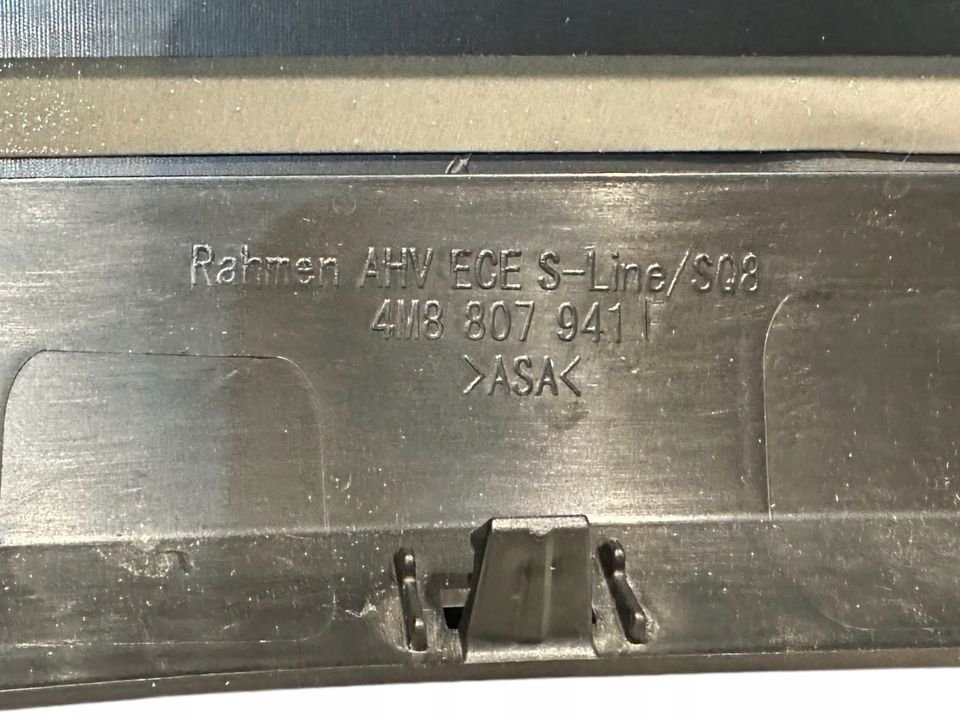 Rahmen AHV ECE S-Line/SQ8
4M8 807 941
>ASA<